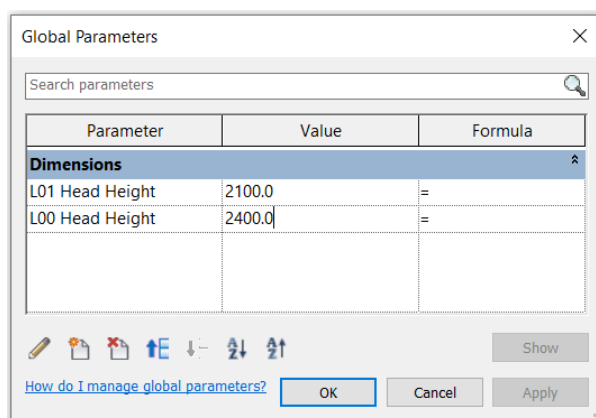 Global Parameters
Search parameters
Parameter Value Formula
Dimensions
L01 Head Height 2100.0 =
L00 Head Height 2400.0 =
Show
How do I manage global parameters? OK Cancel Apply